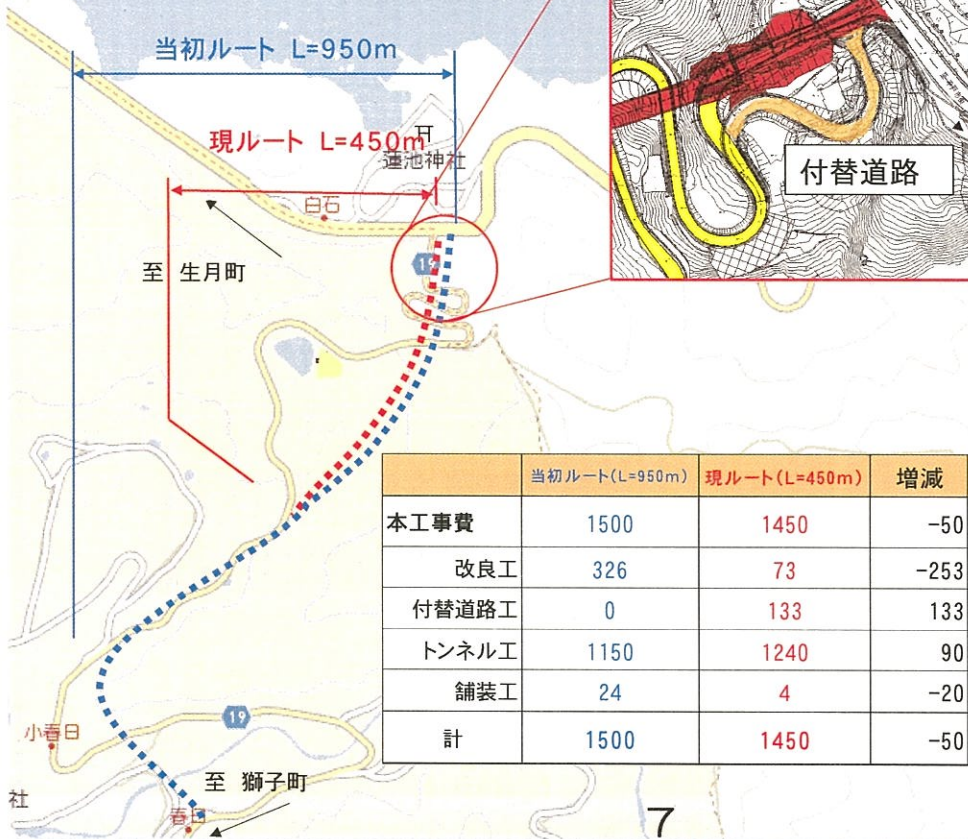 当初ルート L=950m
現ルート L=450m
蓮池神社
白石
付替道路
19
至 生月町
当初ルート(L=950m) 現ルート(L=450m) 増減
本工事費 1500 1450 -50
改良工 326 73 -253
付替道路工 0 133 133
トンネル工 1150 1240 90
舗装工 24 4 -20
計 1500 1450 -50
19
小春日
至 獅子町
社
春日
7